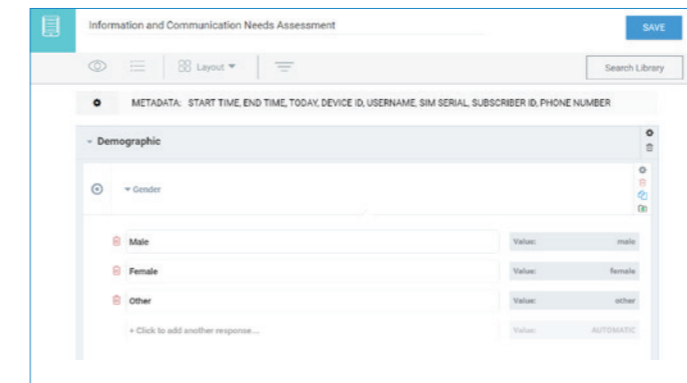 Information and Communication Needs Assessment
SAVE
Layout
Search Library
METADATA: START TIME, END TIME, TODAY, DEVICE ID, USERNAME, SIM SERIAL, SUBSCRIBER ID, PHONE NUMBER
Demographic
Gender
Male Value: male
Female Value: female
Other Value: other
+ Click to add another response... Value: AUTOMATIC